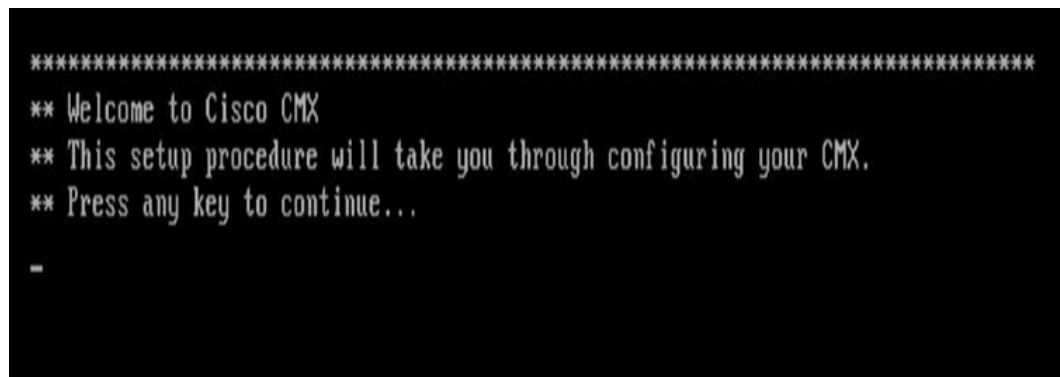 ********************************************************************************
** Welcome to Cisco CMX
** This setup procedure will take you through configuring your CMX.
** Press any key to continue...